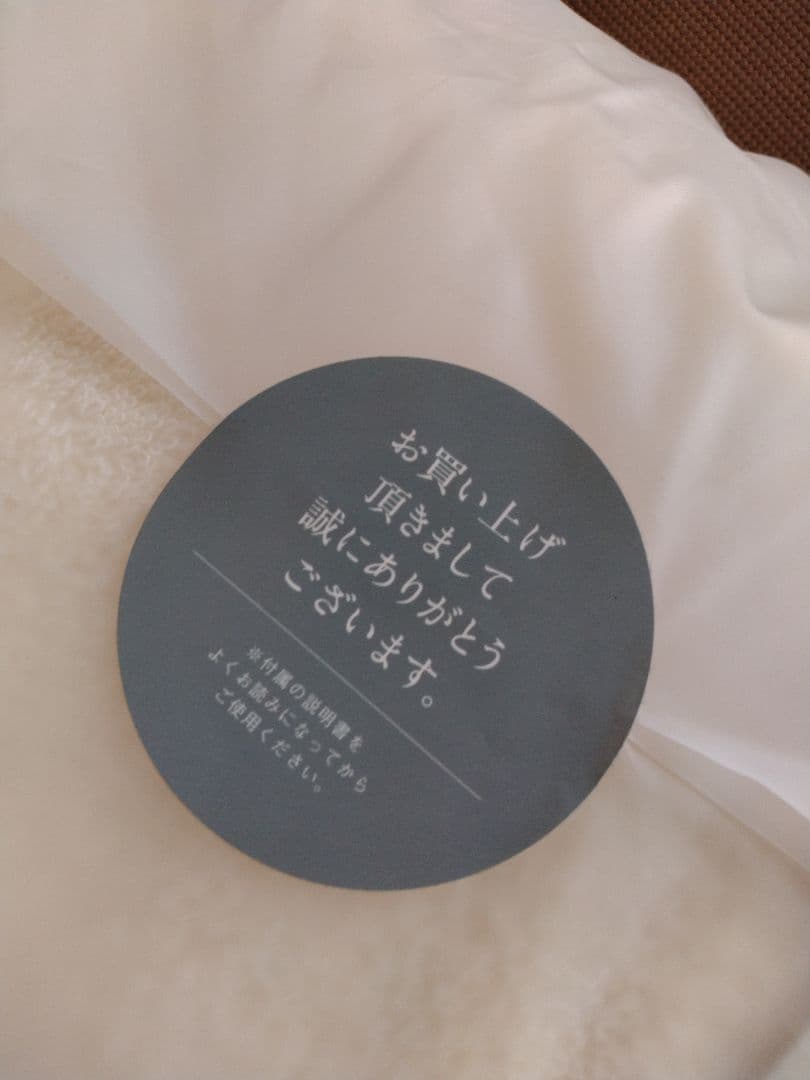 お買い上げ
頂きまして
誠にありがとう
ございます。
※付属の説明書を
よくお読みになってから
ご使用ください。